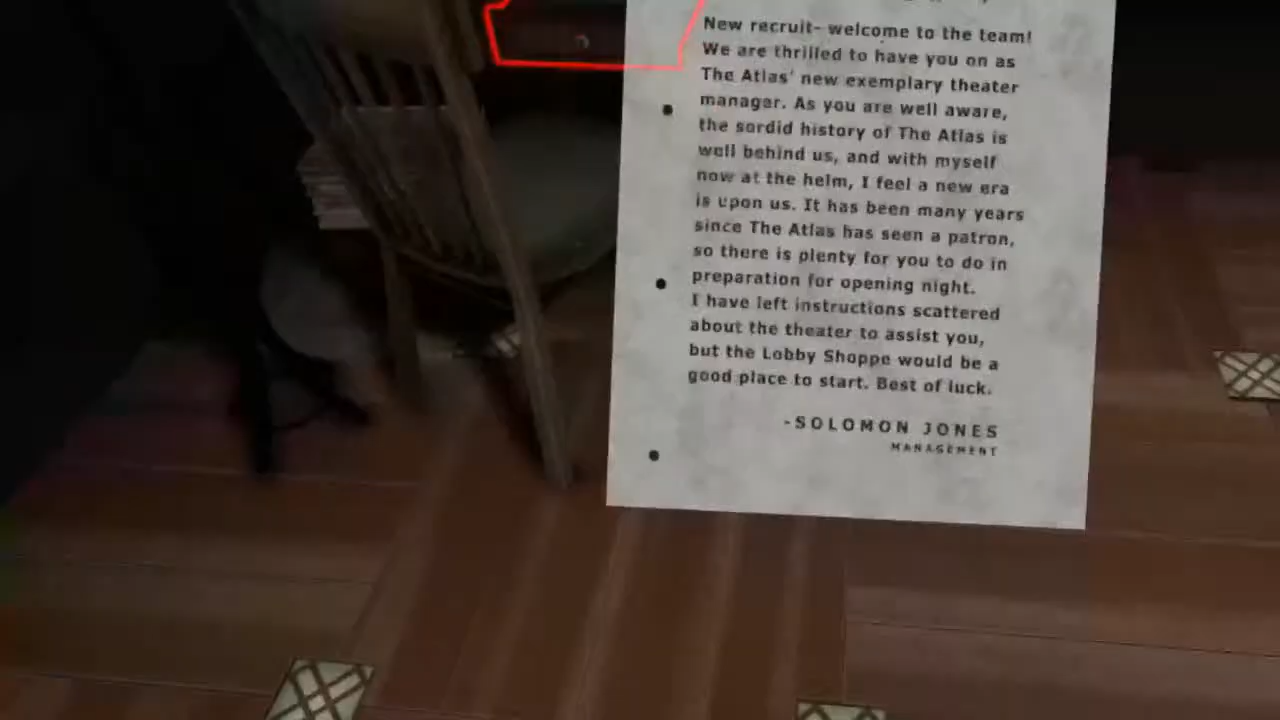 New recruit- welcome to the team!
We are thrilled to have you on as
The Atlas' new exemplary theater
manager. As you are well aware,
the sordid history of The Atlas is
well behind us, and with myself
now at the helm, I feel a new era
is upon us. It has been many years
since The Atlas has seen a patron,
so there is plenty for you to do in
preparation for opening night.
I have left instructions scattered
about the theater to assist you,
but the Lobby Shoppe would be a
good place to start. Best of luck.
-SOLOMON JONES
MANAGEMENT